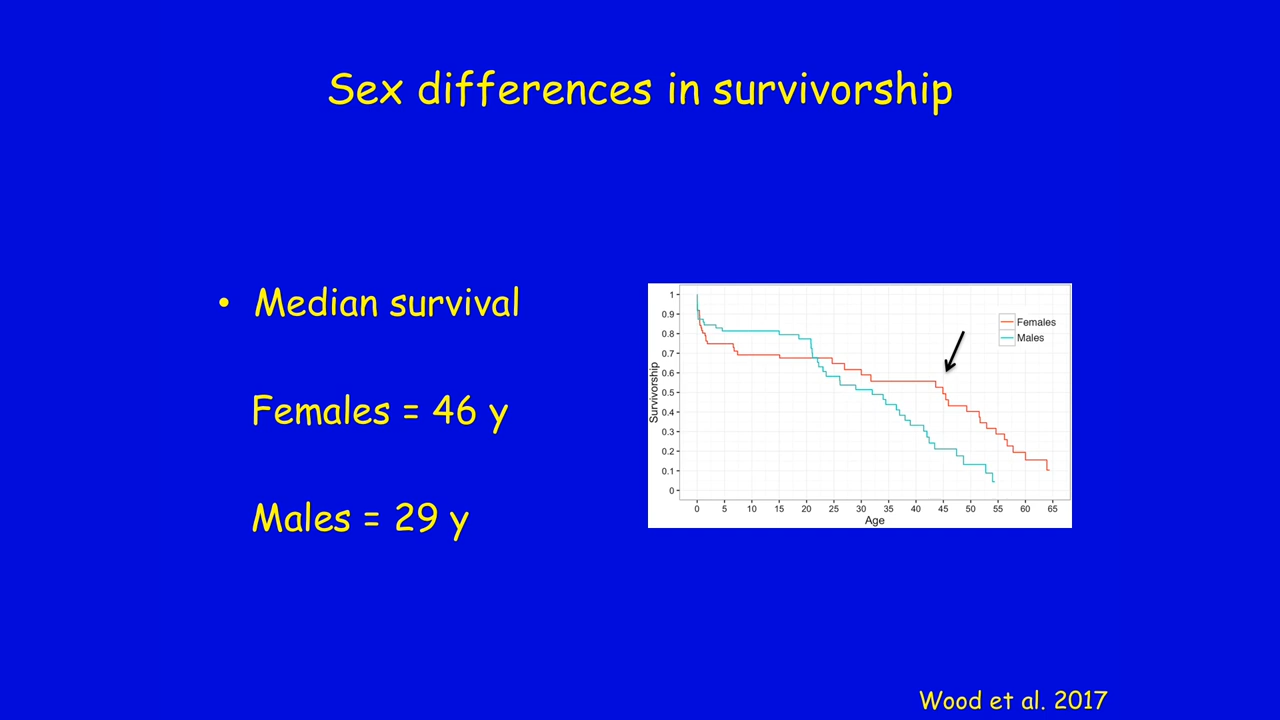 Sex differences in survivorship
• Median survival
Females = 46 y
Males = 29 y
Survivorship
1
0.9
0.8
0.7
0.6
0.5
0.4
0.3
0.2
0.1
0
Females
Males
0 5 10 15 20 25 30 35 40 45 50 55 60 65
Age
Wood et al. 2017